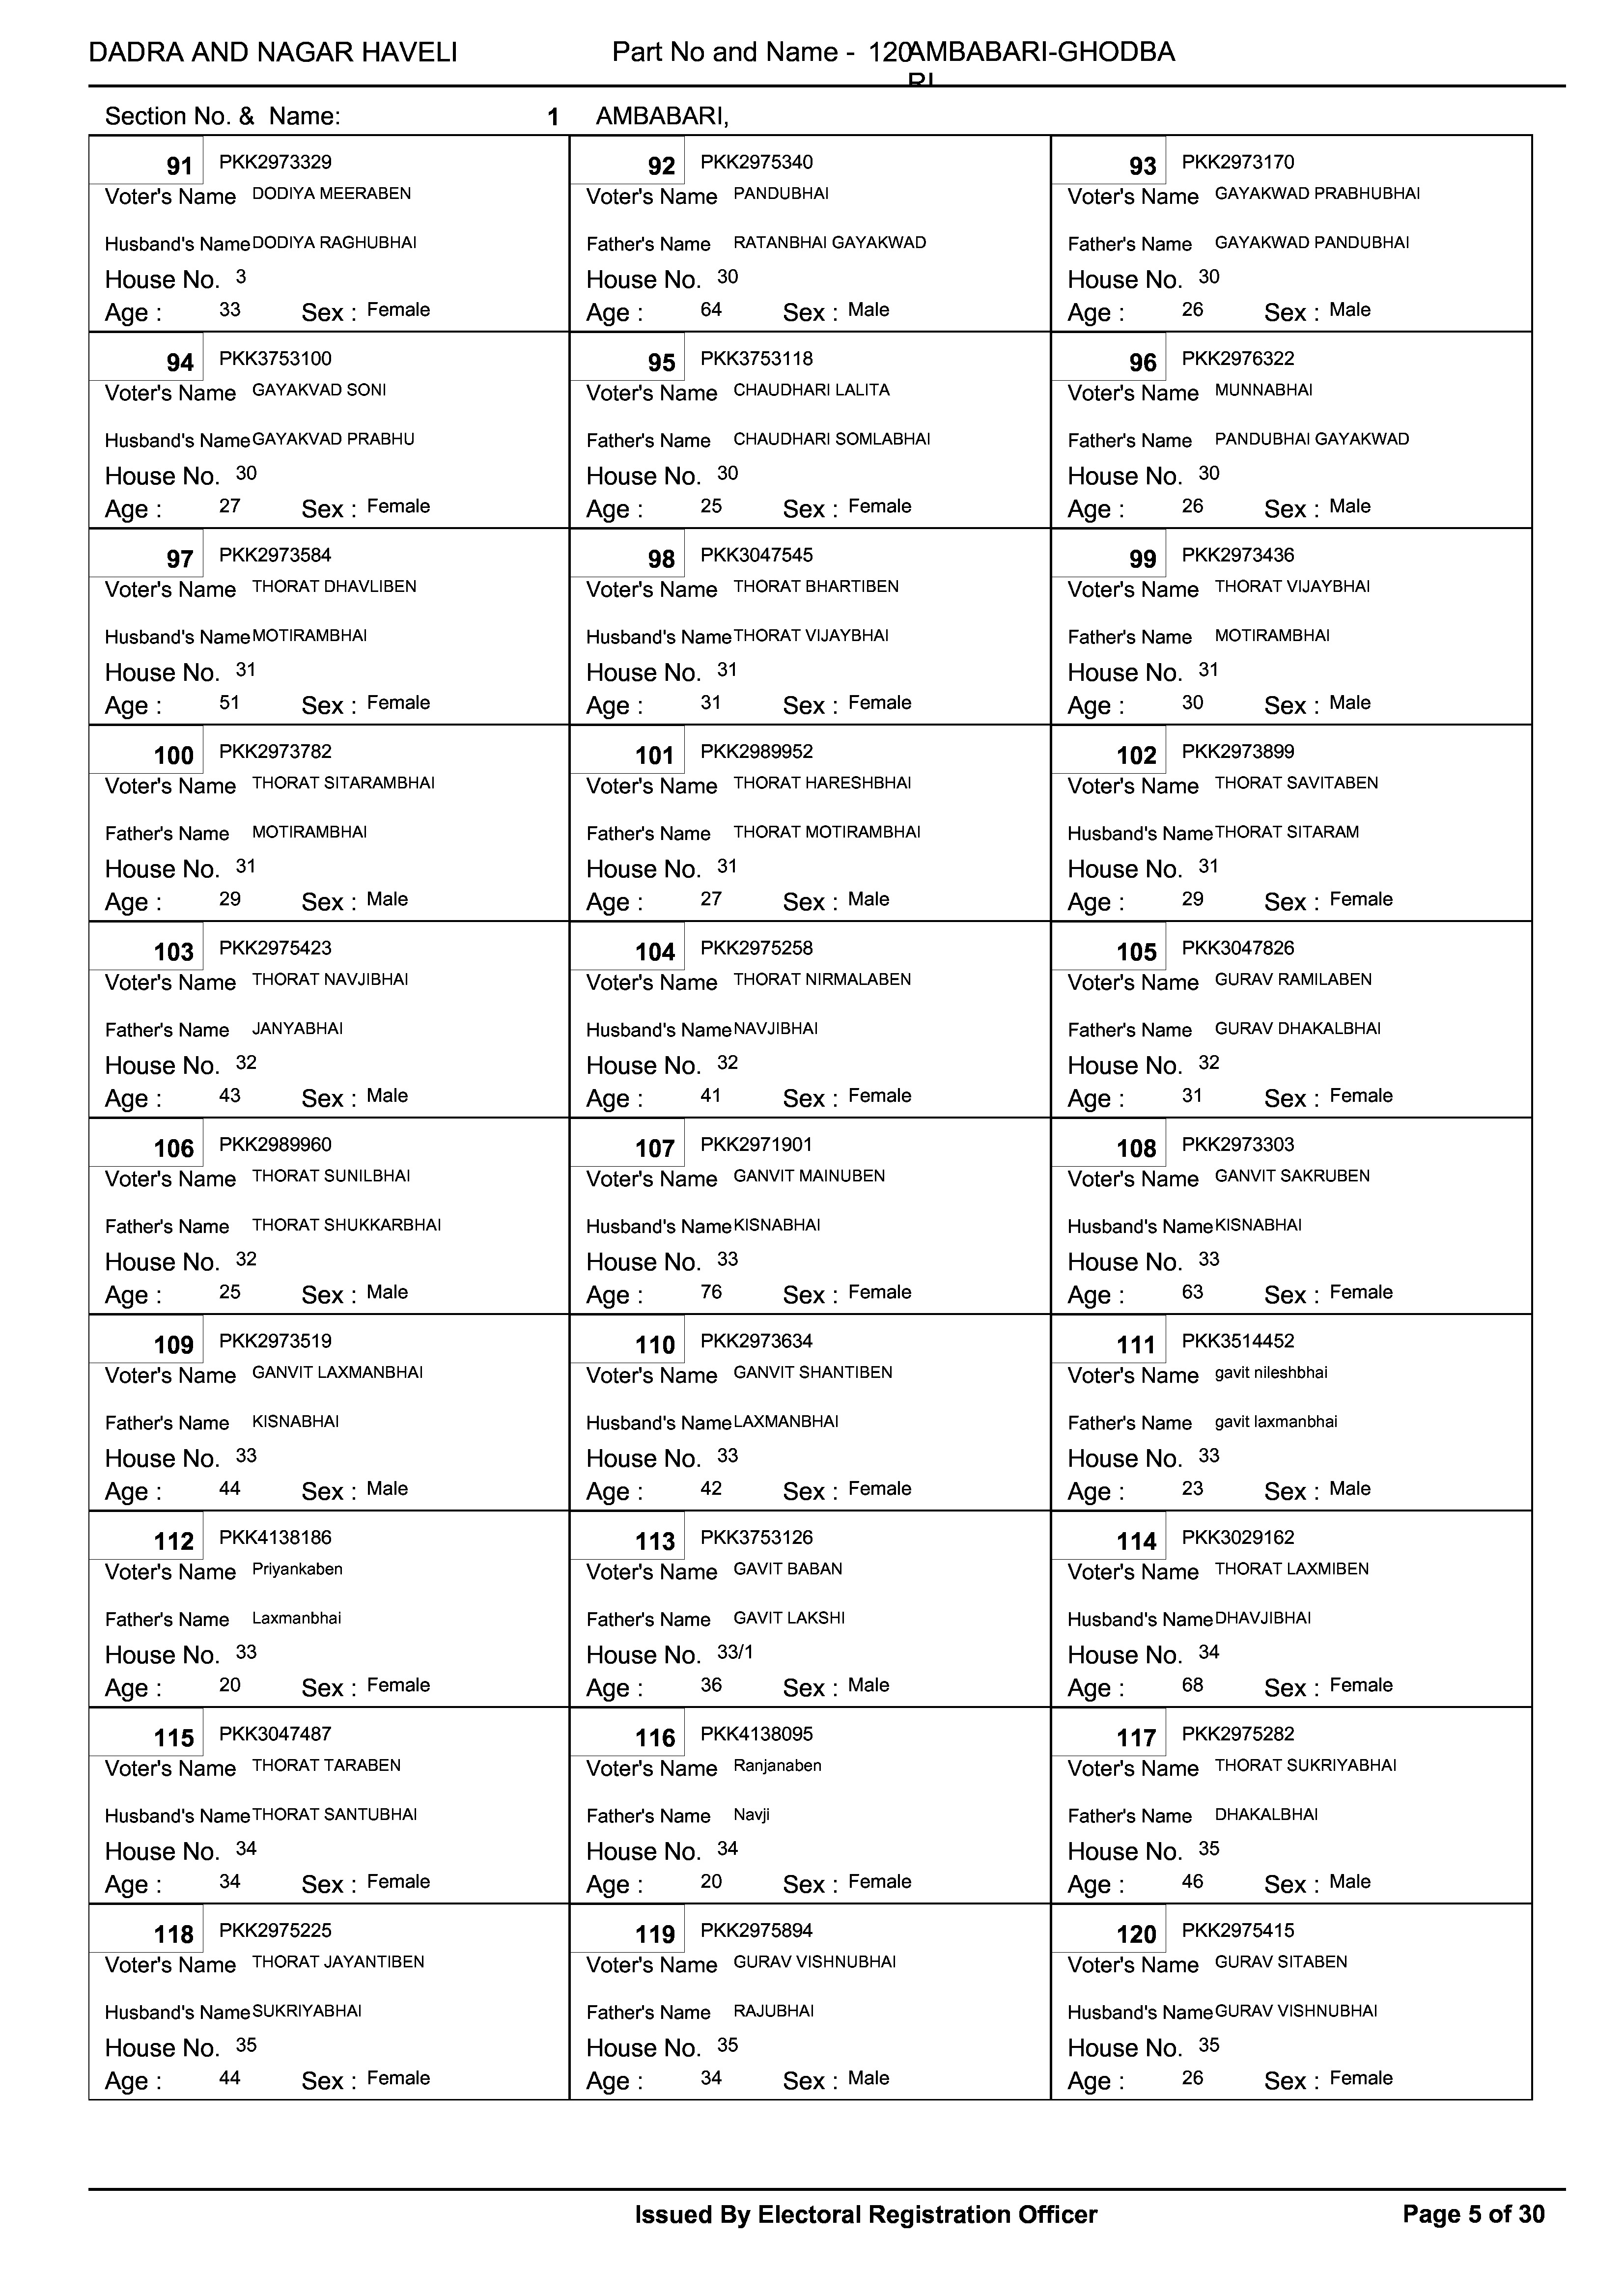 DADRA AND NAGAR HAVELI Part No and Name - 120 AMBABARI-GHODBA
RI
Section No. & Name: 1 AMBABARI,
91 PKK2973329
Voter's Name DODIYA MEERABEN
Husband's Name DODIYA RAGHUBHAI
House No. 3
Age : 33 Sex : Female
92 PKK2975340
Voter's Name PANDUBHAI
Father's Name RATANBHAI GAYAKWAD
House No. 30
Age : 64 Sex : Male
93 PKK2973170
Voter's Name GAYAKWAD PRABHUBHAI
Father's Name GAYAKWAD PANDUBHAI
House No. 30
Age : 26 Sex : Male
94 PKK3753100
Voter's Name GAYAKVAD SONI
Husband's Name GAYAKVAD PRABHU
House No. 30
Age : 27 Sex : Female
95 PKK3753118
Voter's Name CHAUDHARI LALITA
Father's Name CHAUDHARI SOMLABHAI
House No. 30
Age : 25 Sex : Female
96 PKK2976322
Voter's Name MUNNABHAI
Father's Name PANDUBHAI GAYAKWAD
House No. 30
Age : 26 Sex : Male
97 PKK2973584
Voter's Name THORAT DHAVLIBEN
Husband's Name MOTIRAMBHAI
House No. 31
Age : 51 Sex : Female
98 PKK3047545
Voter's Name THORAT BHARTIBEN
Husband's Name THORAT VIJAYBHAI
House No. 31
Age : 31 Sex : Female
99 PKK2973436
Voter's Name THORAT VIJAYBHAI
Father's Name MOTIRAMBHAI
House No. 31
Age : 30 Sex : Male
100 PKK2973782
Voter's Name THORAT SITARAMBHAI
Father's Name MOTIRAMBHAI
House No. 31
Age : 29 Sex : Male
101 PKK2989952
Voter's Name THORAT HARESHBHAI
Father's Name THORAT MOTIRAMBHAI
House No. 31
Age : 27 Sex : Male
102 PKK2973899
Voter's Name THORAT SAVITABEN
Husband's Name THORAT SITARAM
House No. 31
Age : 29 Sex : Female
103 PKK2975423
Voter's Name THORAT NAVJIBHAI
Father's Name JANYABHAI
House No. 32
Age : 43 Sex : Male
104 PKK2975258
Voter's Name THORAT NIRMALABEN
Husband's Name NAVJIBHAI
House No. 32
Age : 41 Sex : Female
105 PKK3047826
Voter's Name GURAV RAMILABEN
Father's Name GURAV DHAKALBHAI
House No. 32
Age : 31 Sex : Female
106 PKK2989960
Voter's Name THORAT SUNILBHAI
Father's Name THORAT SHUKKARBHAI
House No. 32
Age : 25 Sex : Male
107 PKK2971901
Voter's Name GANVIT MAINUBEN
Husband's Name KISNABHAI
House No. 33
Age : 76 Sex : Female
108 PKK2973303
Voter's Name GANVIT SAKRUBEN
Husband's Name KISNABHAI
House No. 33
Age : 63 Sex : Female
109 PKK2973519
Voter's Name GANVIT LAXMANBHAI
Father's Name KISNABHAI
House No. 33
Age : 44 Sex : Male
110 PKK2973634
Voter's Name GANVIT SHANTIBEN
Husband's Name LAXMANBHAI
House No. 33
Age : 42 Sex : Female
111 PKK3514452
Voter's Name gavit nileshbhai
Father's Name gavit laxmanbhai
House No. 33
Age : 23 Sex : Male
112 PKK4138186
Voter's Name Priyankaben
Father's Name Laxmanbhai
House No. 33
Age : 20 Sex : Female
113 PKK3753126
Voter's Name GAVIT BABAN
Father's Name GAVIT LAKSHI
House No. 33/1
Age : 36 Sex : Male
114 PKK3029162
Voter's Name THORAT LAXMIBEN
Husband's Name DHAVJIBHAI
House No. 34
Age : 68 Sex : Female
115 PKK3047487
Voter's Name THORAT TARABEN
Husband's Name THORAT SANTUBHAI
House No. 34
Age : 34 Sex : Female
116 PKK4138095
Voter's Name Ranjanaben
Father's Name Navji
House No. 34
Age : 20 Sex : Female
117 PKK2975282
Voter's Name THORAT SUKRIYABHAI
Father's Name DHAKALBHAI
House No. 35
Age : 46 Sex : Male
118 PKK2975225
Voter's Name THORAT JAYANTIBEN
Husband's Name SUKRIYABHAI
House No. 35
Age : 44 Sex : Female
119 PKK2975894
Voter's Name GURAV VISHNUBHAI
Father's Name RAJUBHAI
House No. 35
Age : 34 Sex : Male
120 PKK2975415
Voter's Name GURAV SITABEN
Husband's Name GURAV VISHNUBHAI
House No. 35
Age : 26 Sex : Female
Issued By Electoral Registration Officer Page 5 of 30